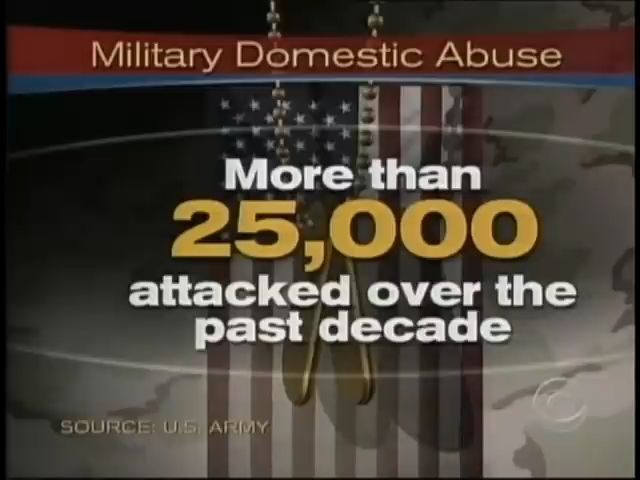 Military Domestic Abuse
More than
25,000
attacked over the
past decade
SOURCE: U.S. ARMY